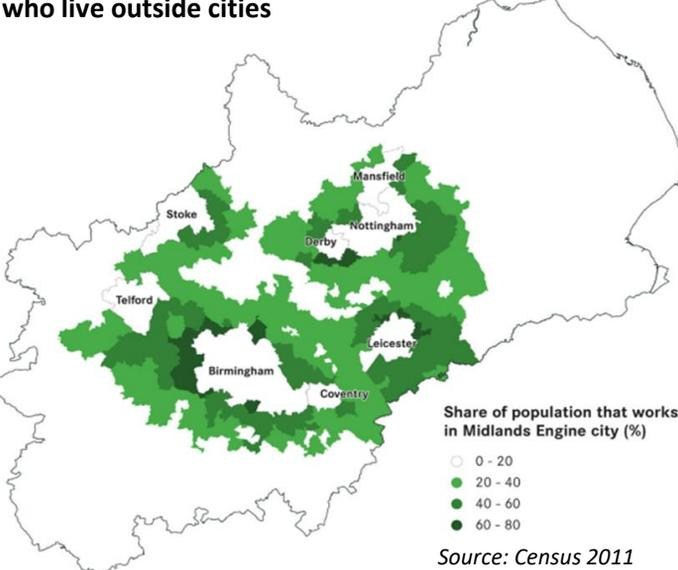 who live outside cities
Mansfield
Stoke
Nottingham
Derby
Telford
Leicester
Birmingham
Coventry
Share of population that works
in Midlands Engine city (%)
0 - 20
20 - 40
40 - 60
60 - 80
Source: Census 2011